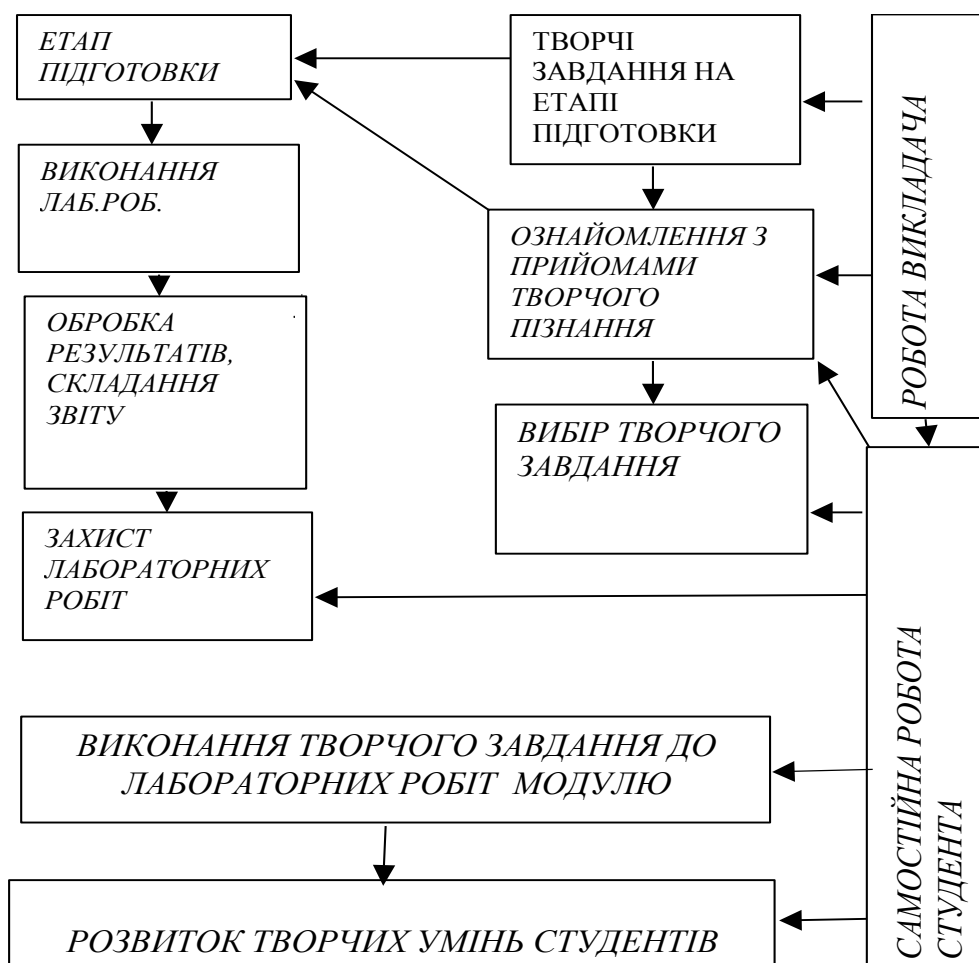 ЕТАП
ПІДГОТОВКИ
ТВОРЧІ
ЗАВДАННЯ НА
ЕТАПІ
ПІДГОТОВКИ
РОБОТА ВИКЛАДАЧА
ВИКОНАННЯ
ЛАБ.РОБ.
ОЗНАЙОМЛЕННЯ З
ПРИЙОМАМИ
ТВОРЧОГО
ПІЗНАННЯ
ОБРОБКА
РЕЗУЛЬТАТІВ,
СКЛАДАННЯ
ЗВІТУ
ВИБІР ТВОРЧОГО
ЗАВДАННЯ
ЗАХИСТ
ЛАБОРАТОРНИХ
РОБІТ
САМОСТІЙНА РОБОТА
СТУДЕНТА
ВИКОНАННЯ ТВОРЧОГО ЗАВДАННЯ ДО
ЛАБОРАТОРНИХ РОБІТ МОДУЛЮ
РОЗВИТОК ТВОРЧИХ УМІНЬ СТУДЕНТІВ